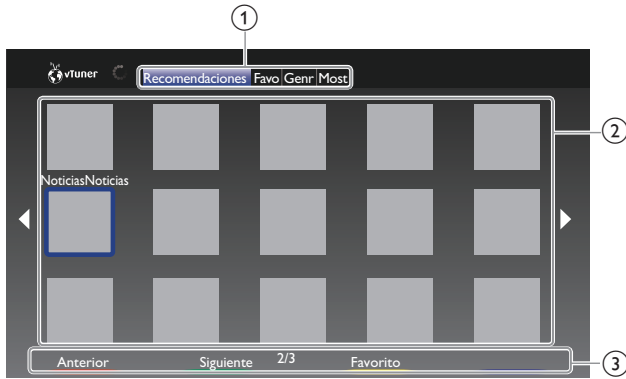 1
vTuner
Recomendaciones Favo Genr Most
2
NoticiasNoticias
Anterior Siguiente 2/3 Favorito
3